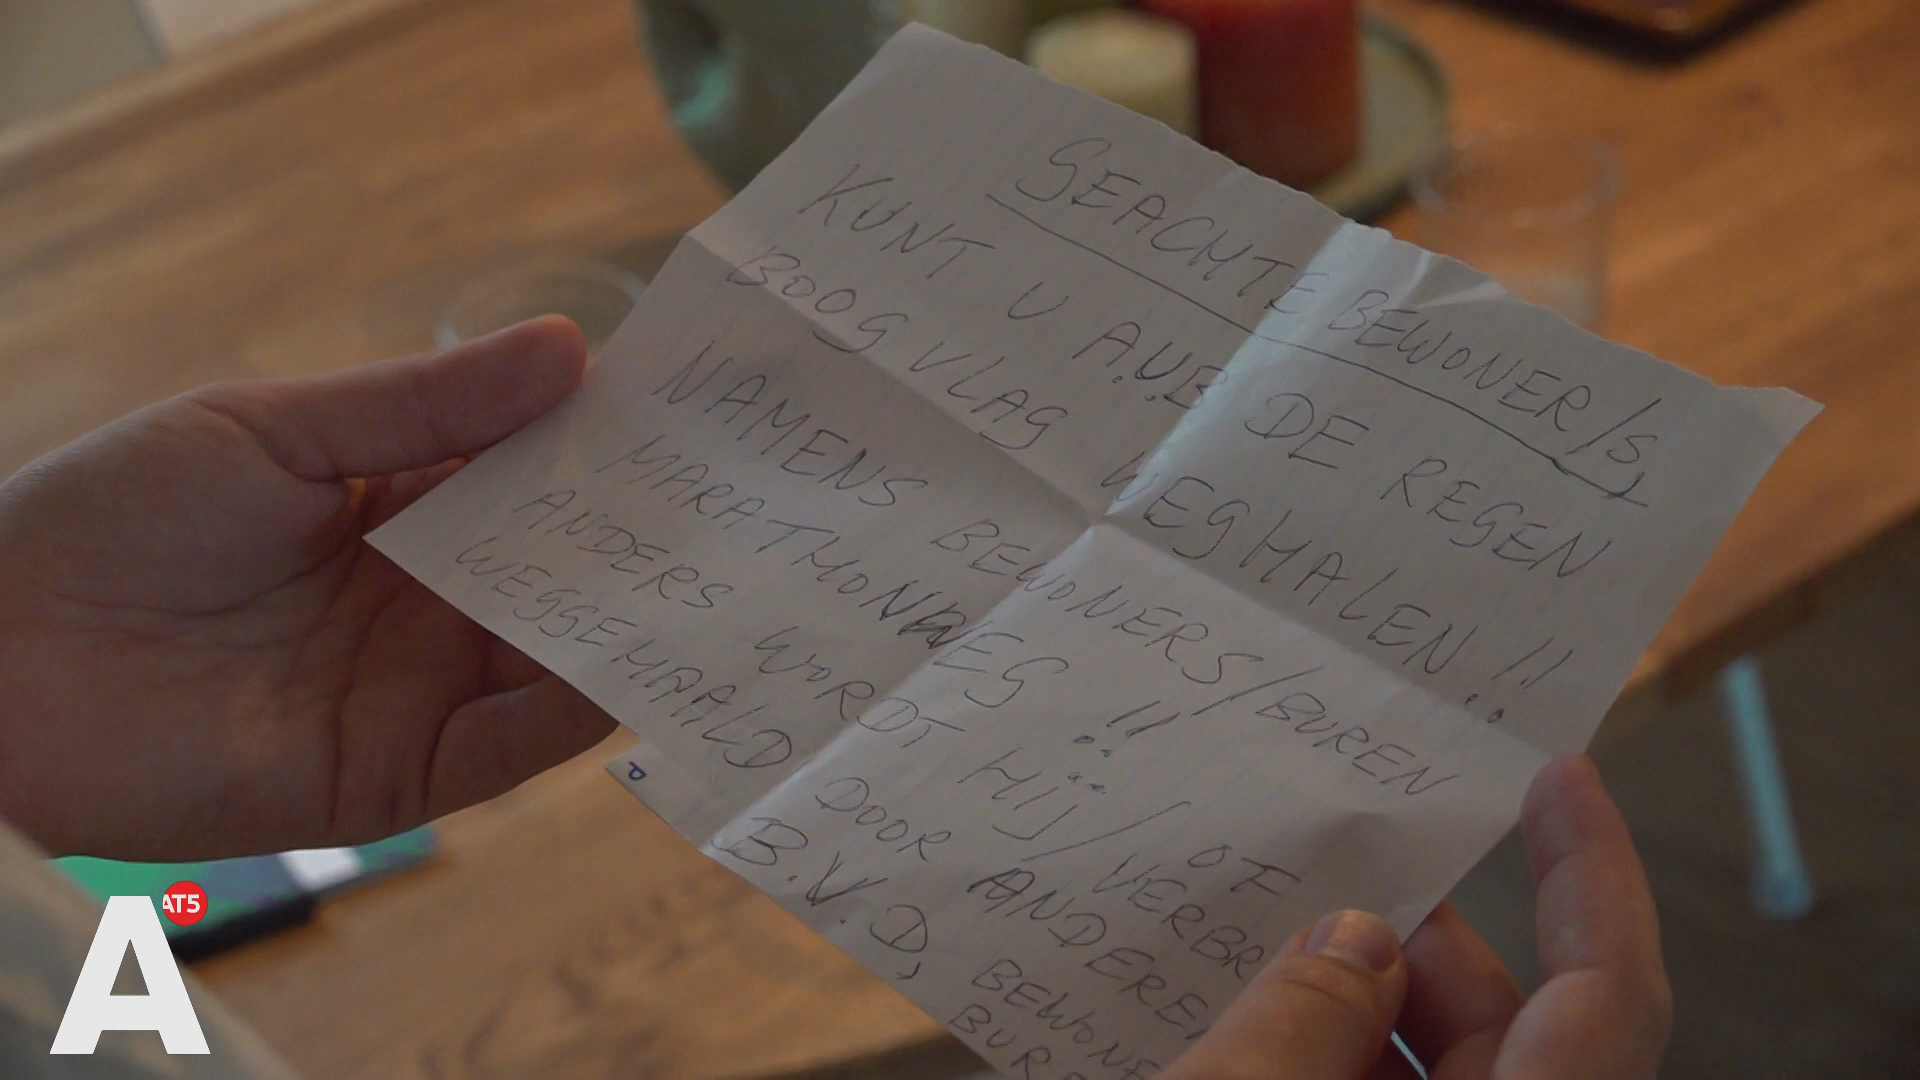 GEACHTE BEWONER/S,
KUNT U A.U.B DE REGEN
BOOG VLAG WEGHALEN!!
NAMENS BEWONERS/BUREN
MARATHONWEG!!
ANDERS WORDT HIJ/OF
WEGGEHAALD DOOR ANDEREN
B.V.D,
AT5
A